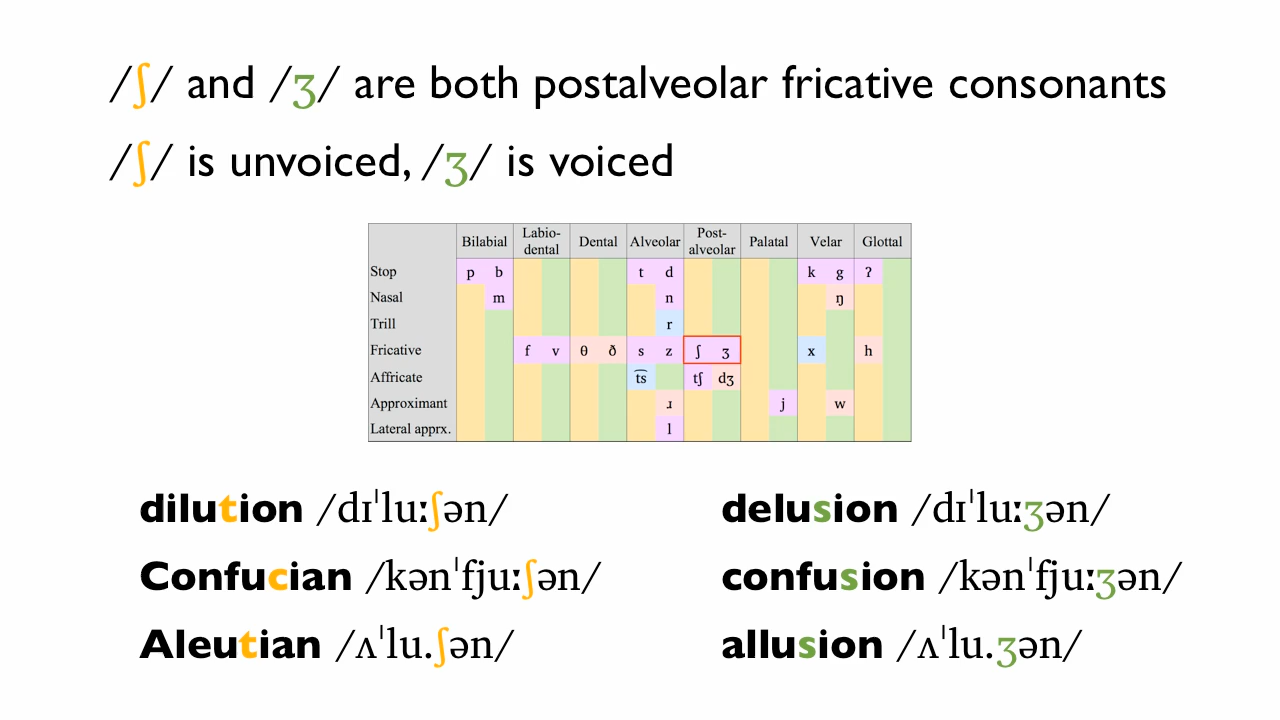 /ʃ/ and /ʒ/ are both postalveolar fricative consonants
/ʃ/ is unvoiced, /ʒ/ is voiced
Bilabial Labio-dental Dental Alveolar Post-alveolar Palatal Velar Glottal
Stop p b t d k g ʔ
Nasal m n ŋ
Trill r
Fricative f v θ ð s z ʃ ʒ x h
Affricate t͡s tʃ dʒ
Approximant ɹ j w
Lateral apprx. l
dilution /dɪˈluːʃən/ delusion /dɪˈluːʒən/
Confucian /kənˈfjuːʃən/ confusion /kənˈfjuːʒən/
Aleutian /ʌˈlu.ʃən/ allusion /ʌˈlu.ʒən/